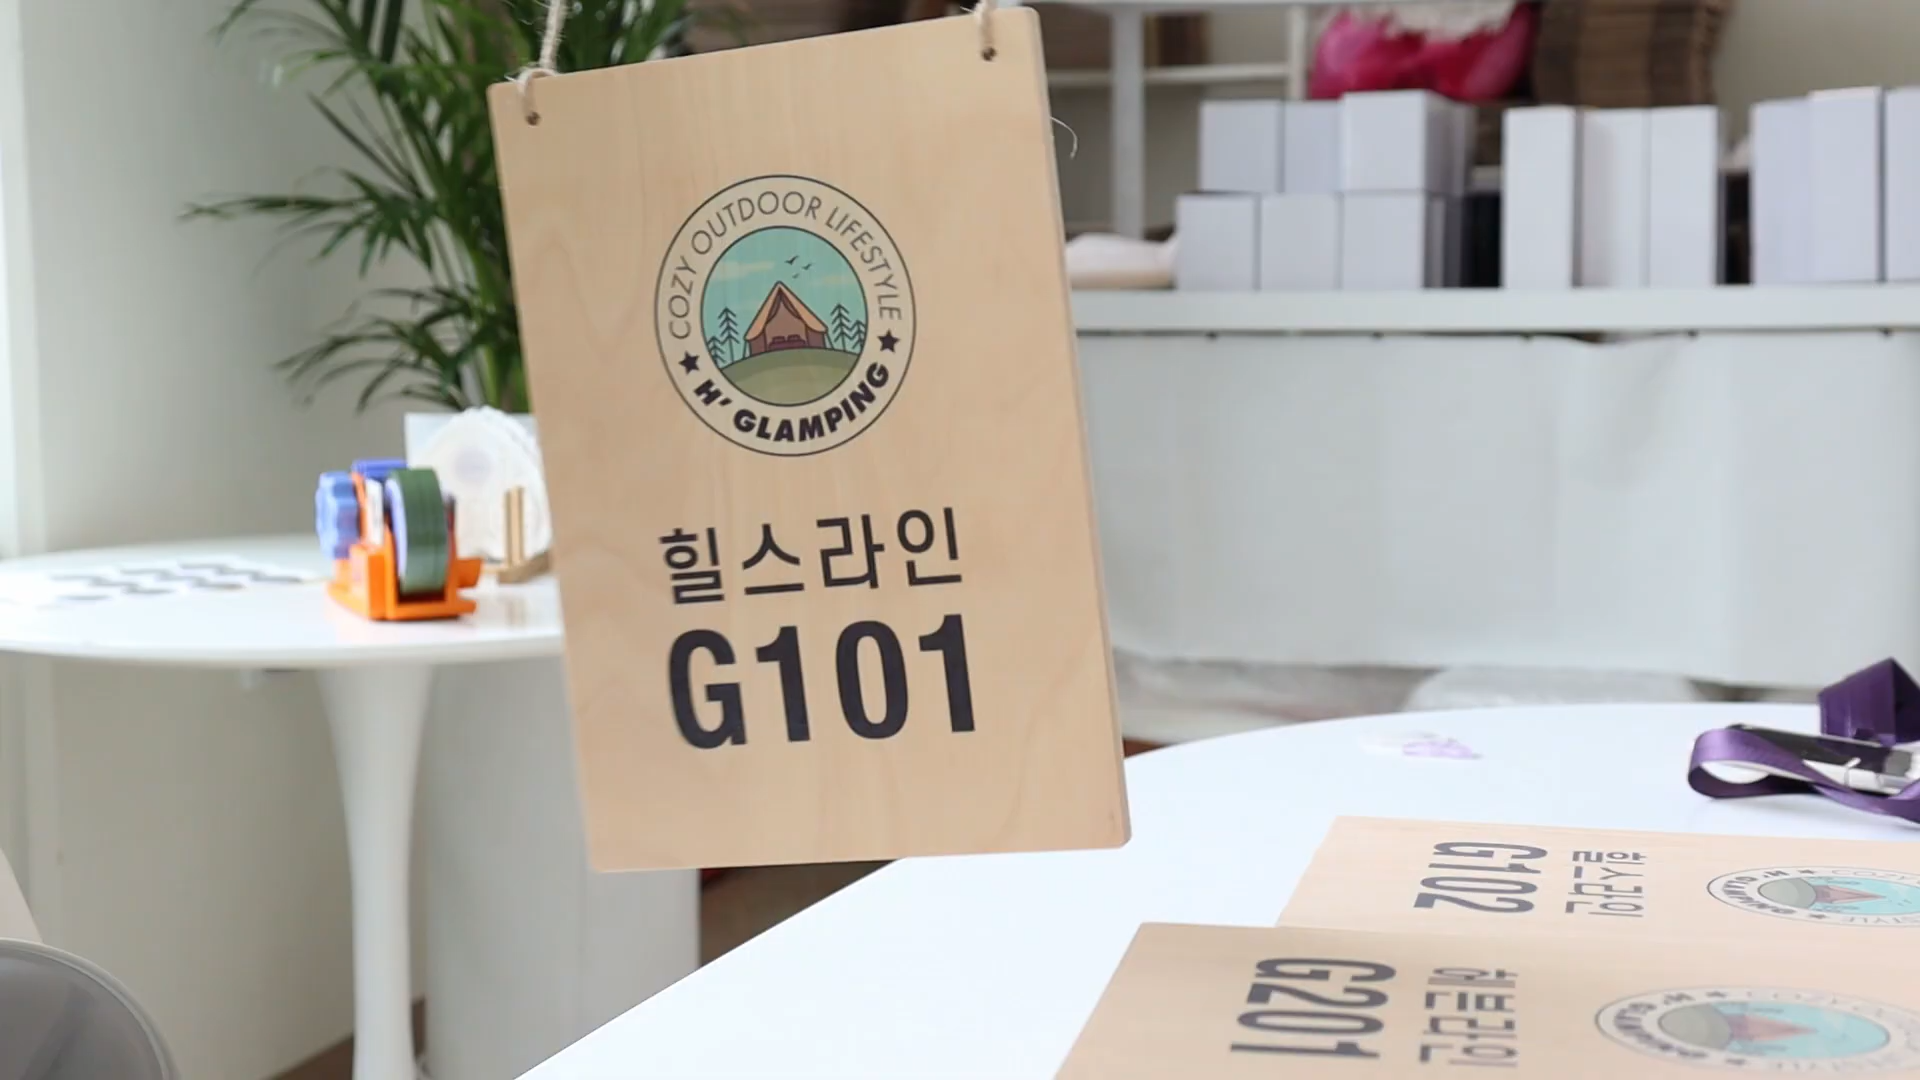 COZY OUTDOOR LIFESTYLE
★ H' GLAMPING ★
힐스라인
G101
G102
G201